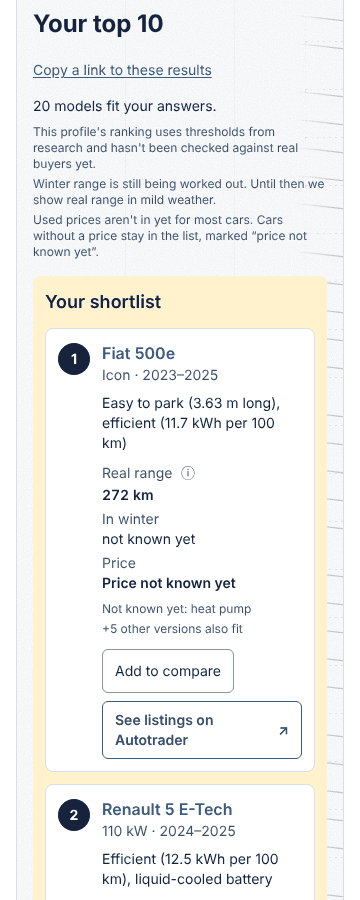 Your top 10
Copy a link to these results
20 models fit your answers.
This profile's ranking uses thresholds from
research and hasn't been checked against real
buyers yet.
Winter range is still being worked out. Until then we
show real range in mild weather.
Used prices aren't in yet for most cars. Cars
without a price stay in the list, marked “price not
known yet”.
Your shortlist
1
Fiat 500e
Icon · 2023–2025
Easy to park (3.63 m long),
efficient (11.7 kWh per 100
km)
Real range ⓘ
272 km
In winter
not known yet
Price
Price not known yet
Not known yet: heat pump
+5 other versions also fit
Add to compare
See listings on
Autotrader
2
Renault 5 E-Tech
110 kW · 2024–2025
Efficient (12.5 kWh per 100
km), liquid-cooled battery